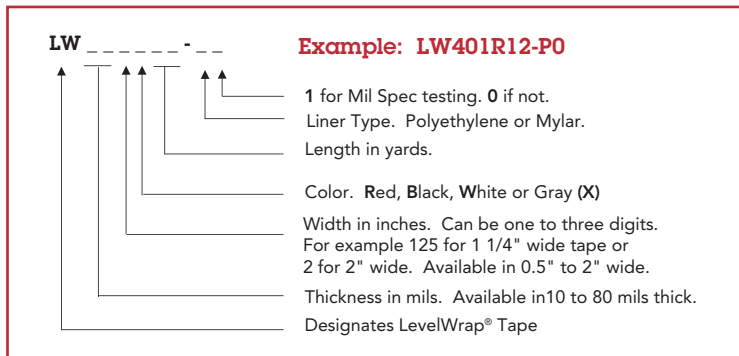 LW _ _ _ _ _ _ - _ _
Example: LW401R12-P0
1 for Mil Spec testing. 0 if not.
Liner Type. Polyethylene or Mylar.
Length in yards.
Color. Red, Black, White or Gray (X)
Width in inches. Can be one to three digits.
For example 125 for 1 1/4" wide tape or
2 for 2" wide. Available in 0.5" to 2" wide.
Thickness in mils. Available in10 to 80 mils thick.
Designates LevelWrap® Tape